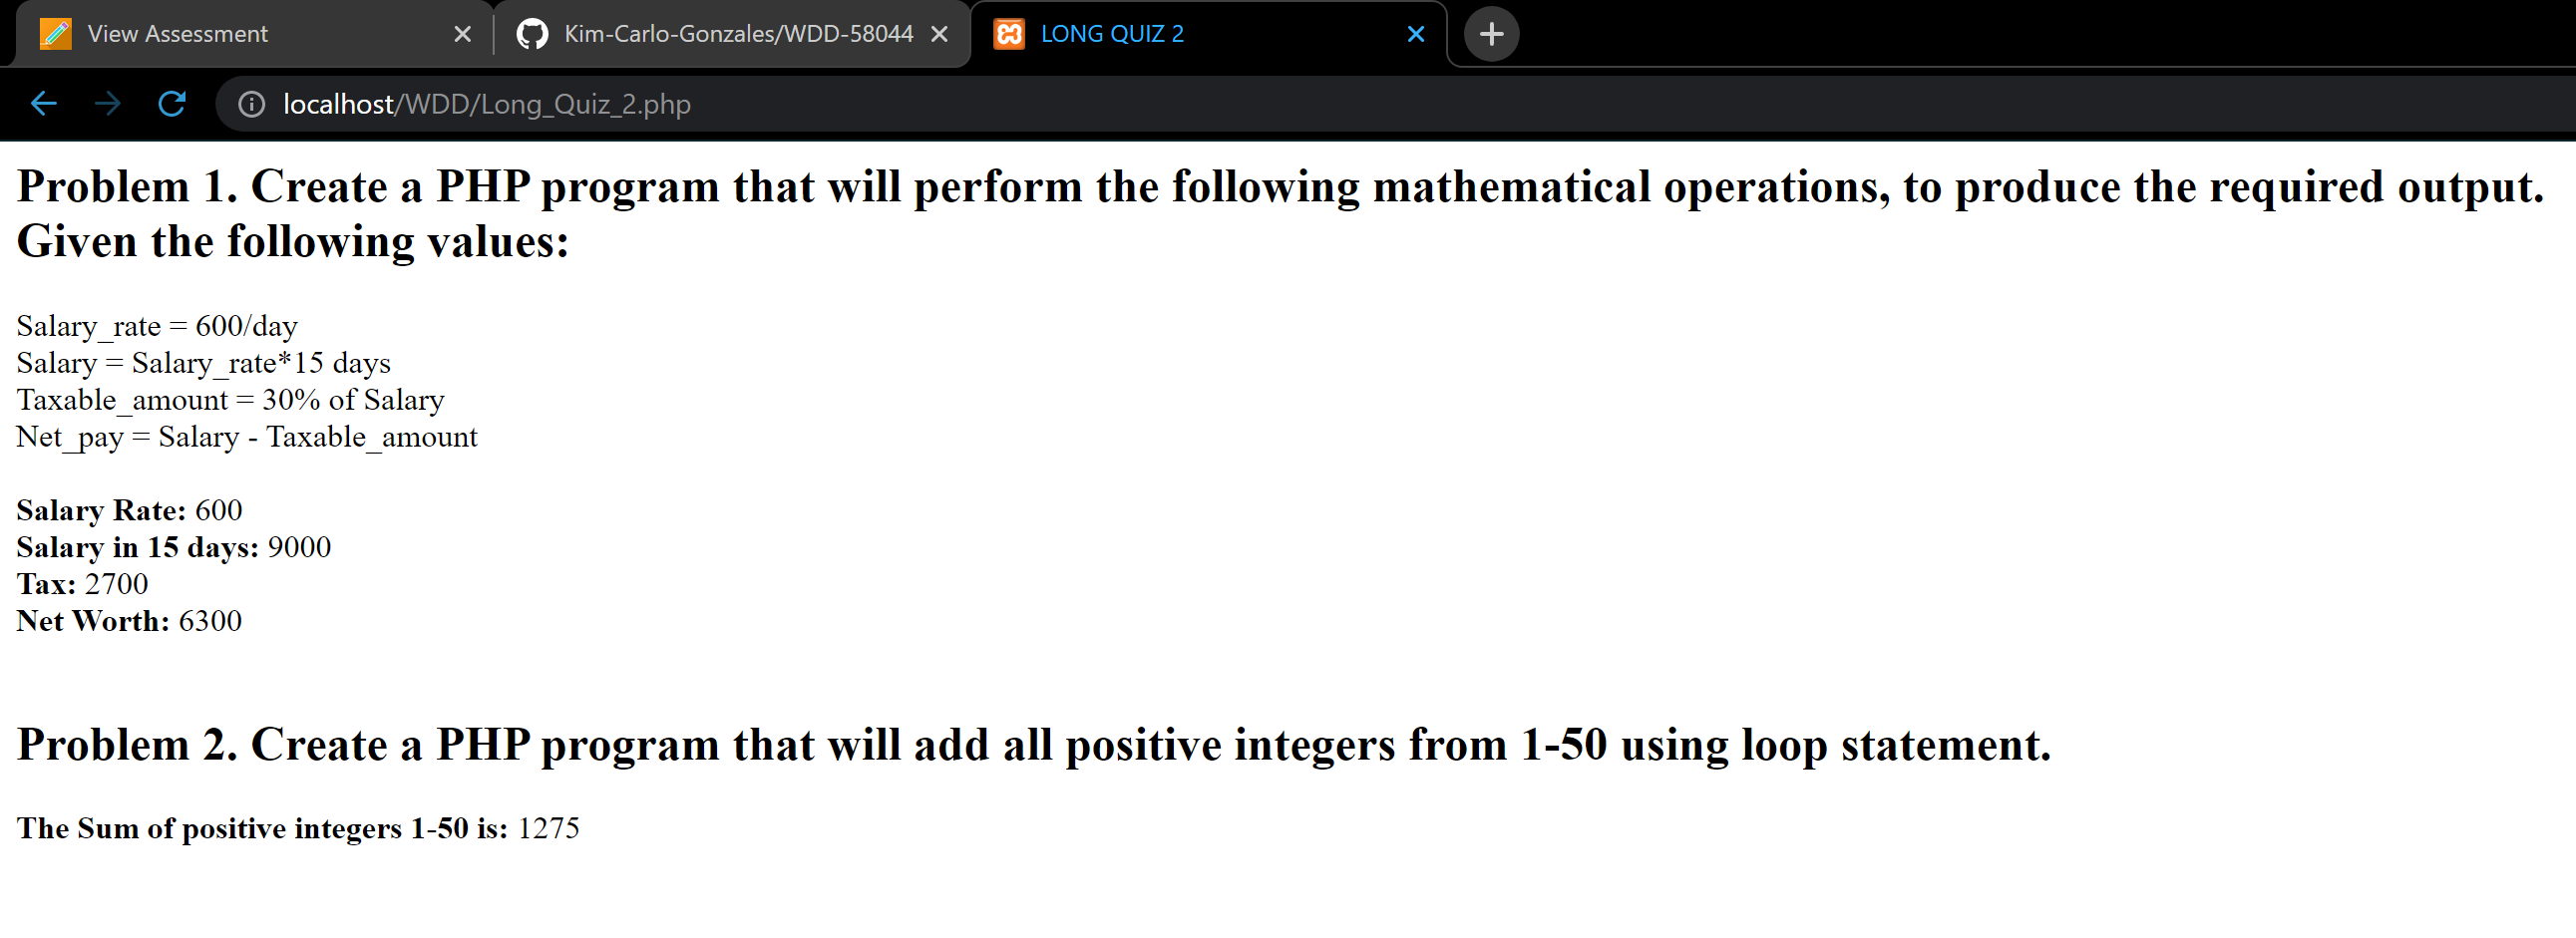 View Assessment
Kim-Carlo-Gonzales/WDD-58044
LONG QUIZ 2
localhost/WDD/Long_Quiz_2.php
Problem 1. Create a PHP program that will perform the following mathematical operations, to produce the required output.
Given the following values:
Salary_rate = 600/day
Salary = Salary_rate*15 days
Taxable_amount = 30% of Salary
Net_pay = Salary - Taxable_amount
Salary Rate: 600
Salary in 15 days: 9000
Tax: 2700
Net Worth: 6300
Problem 2. Create a PHP program that will add all positive integers from 1-50 using loop statement.
The Sum of positive integers 1-50 is: 1275